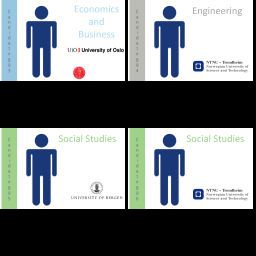 Economics
and
Business
UiO University of Oslo
Engineering
NTNU – Trondheim
Norwegian University of
Science and Technology
Social Studies
UNIVERSITY OF BERGEN
Social Studies
NTNU – Trondheim
Norwegian University of
Science and Technology